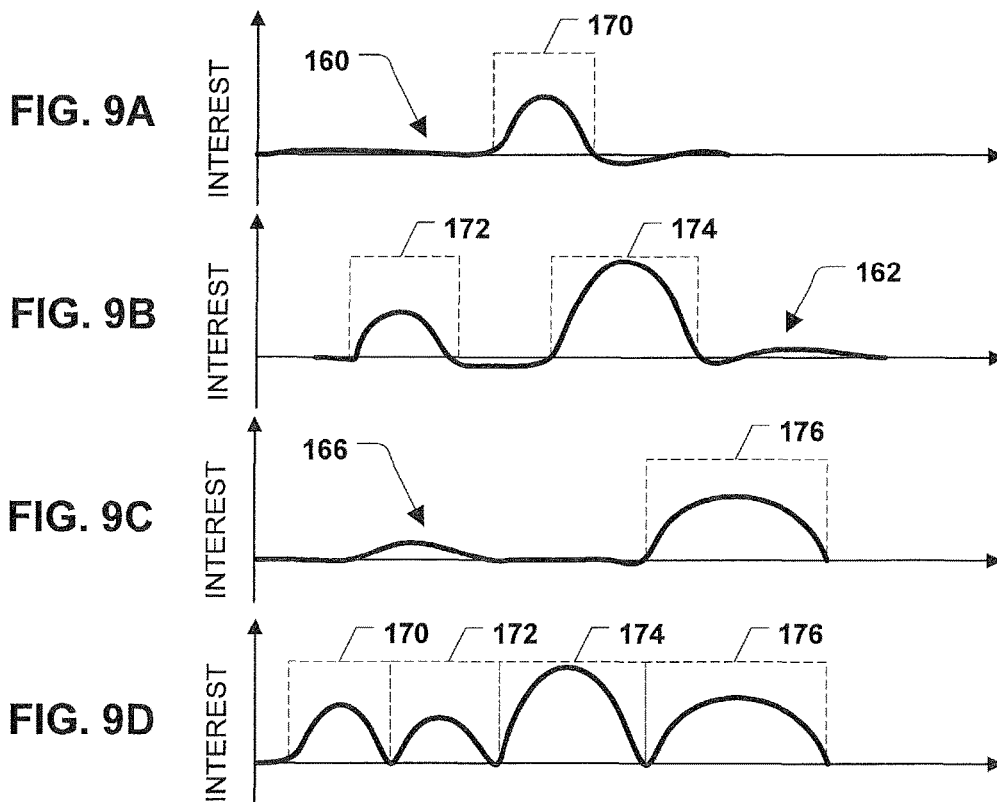 FIG. 9A
INTEREST
160
170
FIG. 9B
INTEREST
172
174
162
FIG. 9C
INTEREST
166
176
FIG. 9D
INTEREST
170
172
174
176